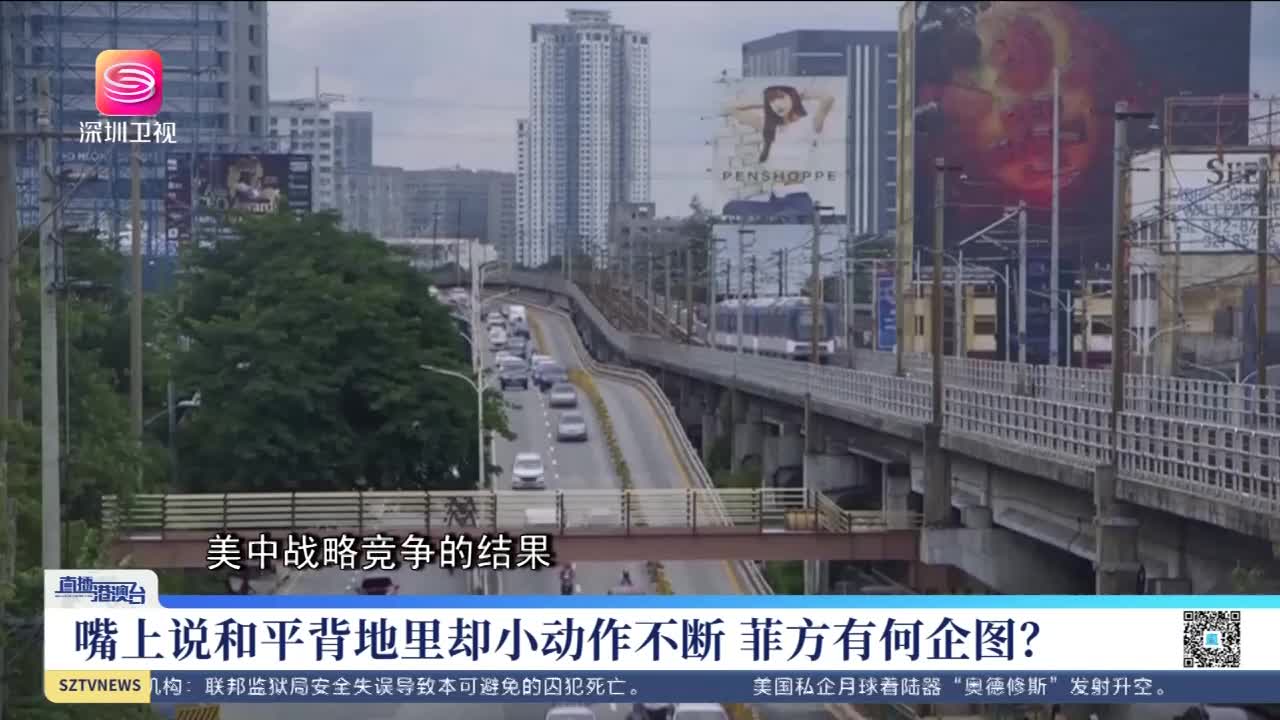 深圳卫视
PENSHOPPE
美中战略竞争的结果
直播港澳台
嘴上说和平背地里却小动作不断 菲方有何企图？
SZTVNEWS
机构：联邦监狱局安全失误导致本可避免的囚犯死亡。 美国私企月球着陆器“奥德修斯”发射升空。